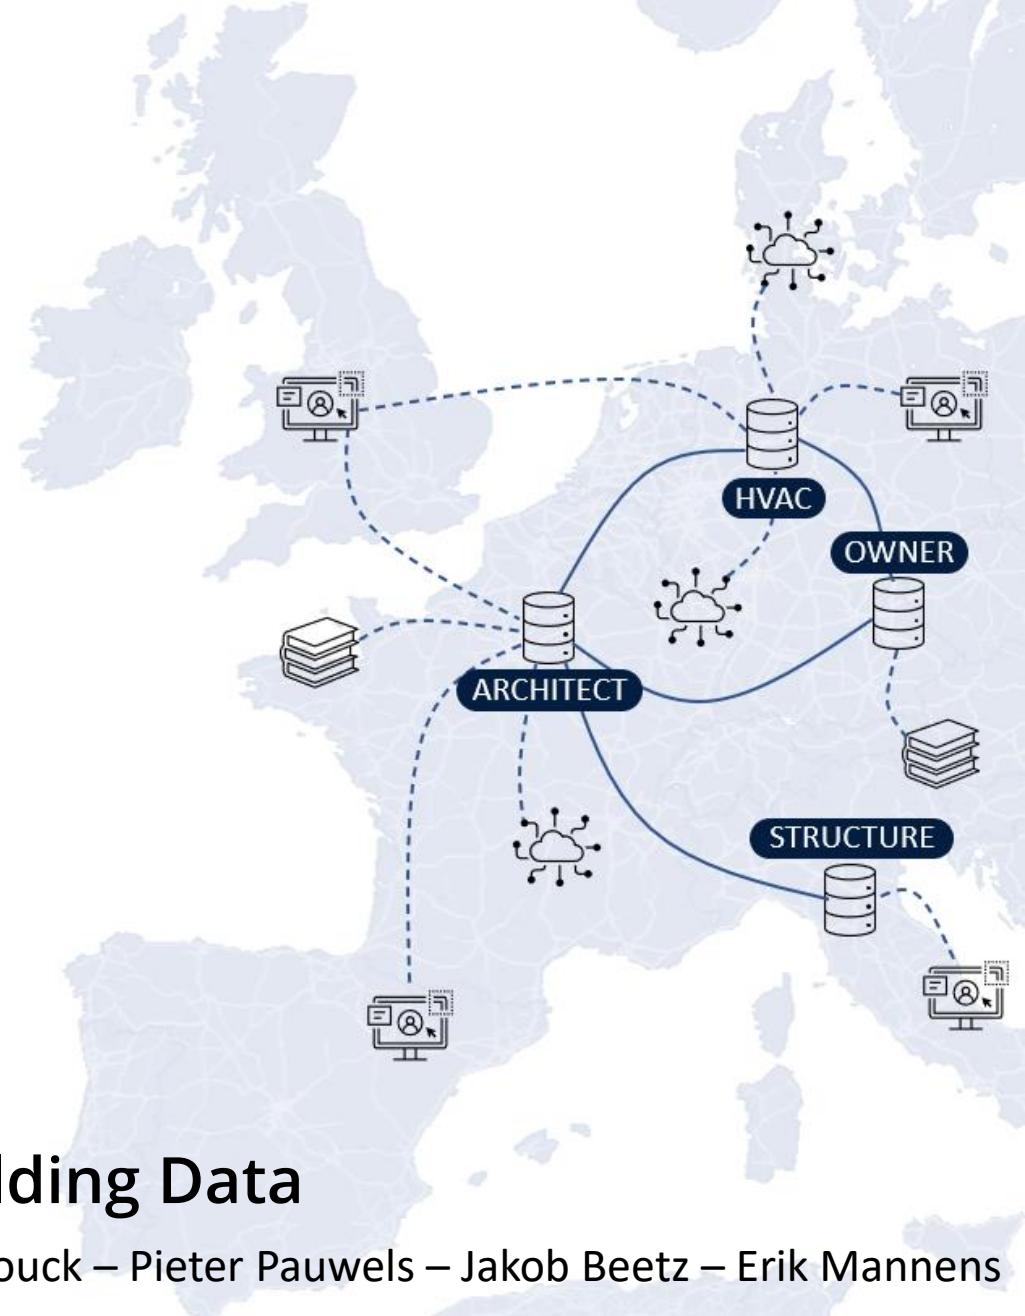 HVAC
OWNER
ARCHITECT
STRUCTURE
lding Data
ouck – Pieter Pauwels – Jakob Beetz – Erik Mannens